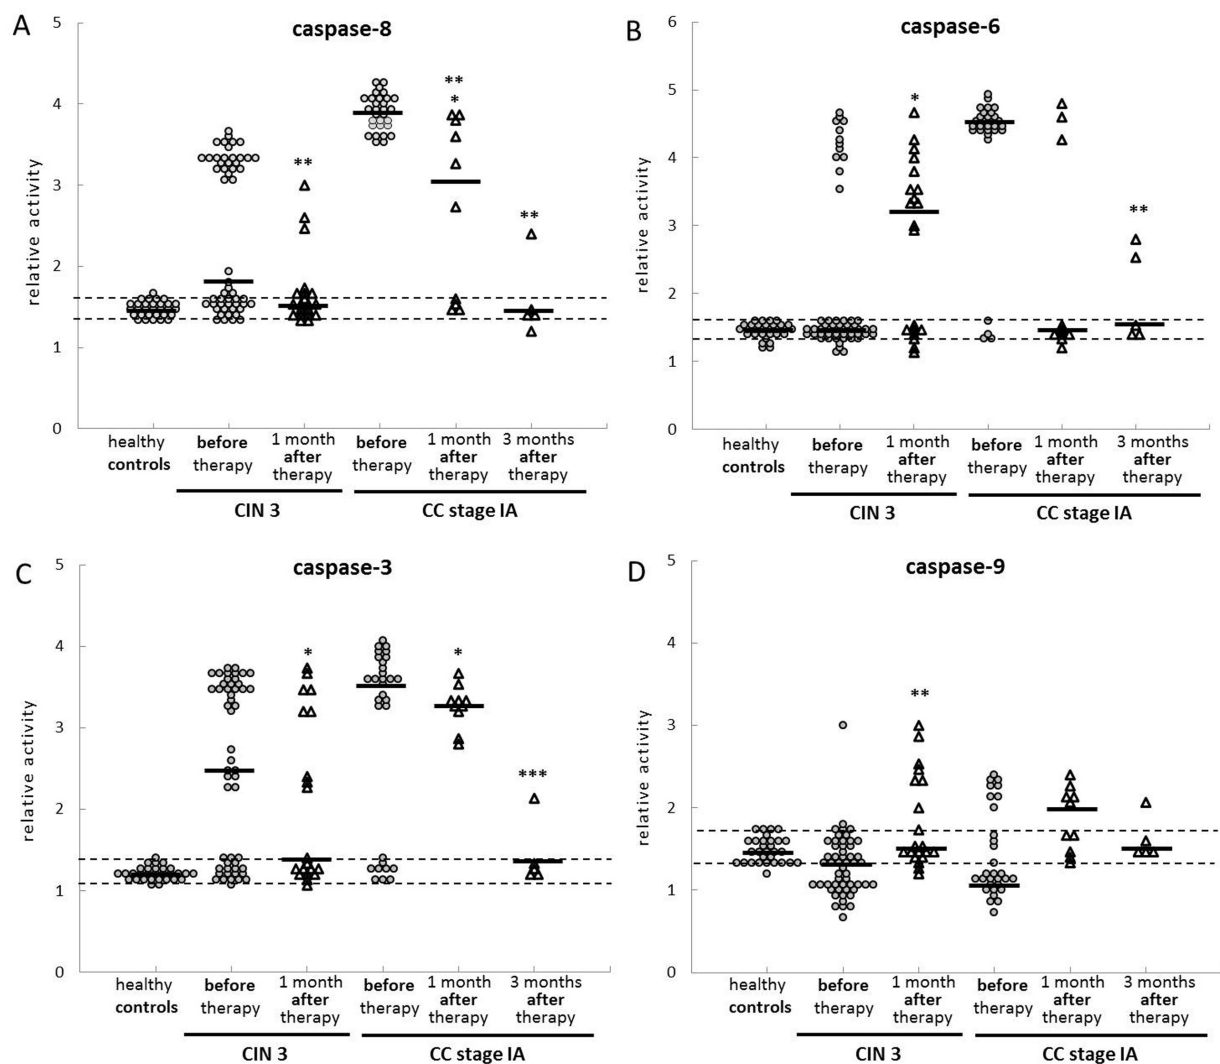 A
caspase-8
5
4
3
2
1
0
relative activity
**
**
*
**
healthy controls
before therapy
1 month after therapy
before therapy
1 month after therapy
3 months after therapy
CIN 3
CC stage IA
B
caspase-6
6
5
4
3
2
1
0
relative activity
*
**
healthy controls
before therapy
1 month after therapy
before therapy
1 month after therapy
3 months after therapy
CIN 3
CC stage IA
C
caspase-3
5
4
3
2
1
0
relative activity
*
*
***
healthy controls
before therapy
1 month after therapy
before therapy
1 month after therapy
3 months after therapy
CIN 3
CC stage IA
D
caspase-9
5
4
3
2
1
0
relative activity
**
healthy controls
before therapy
1 month after therapy
before therapy
1 month after therapy
3 months after therapy
CIN 3
CC stage IA